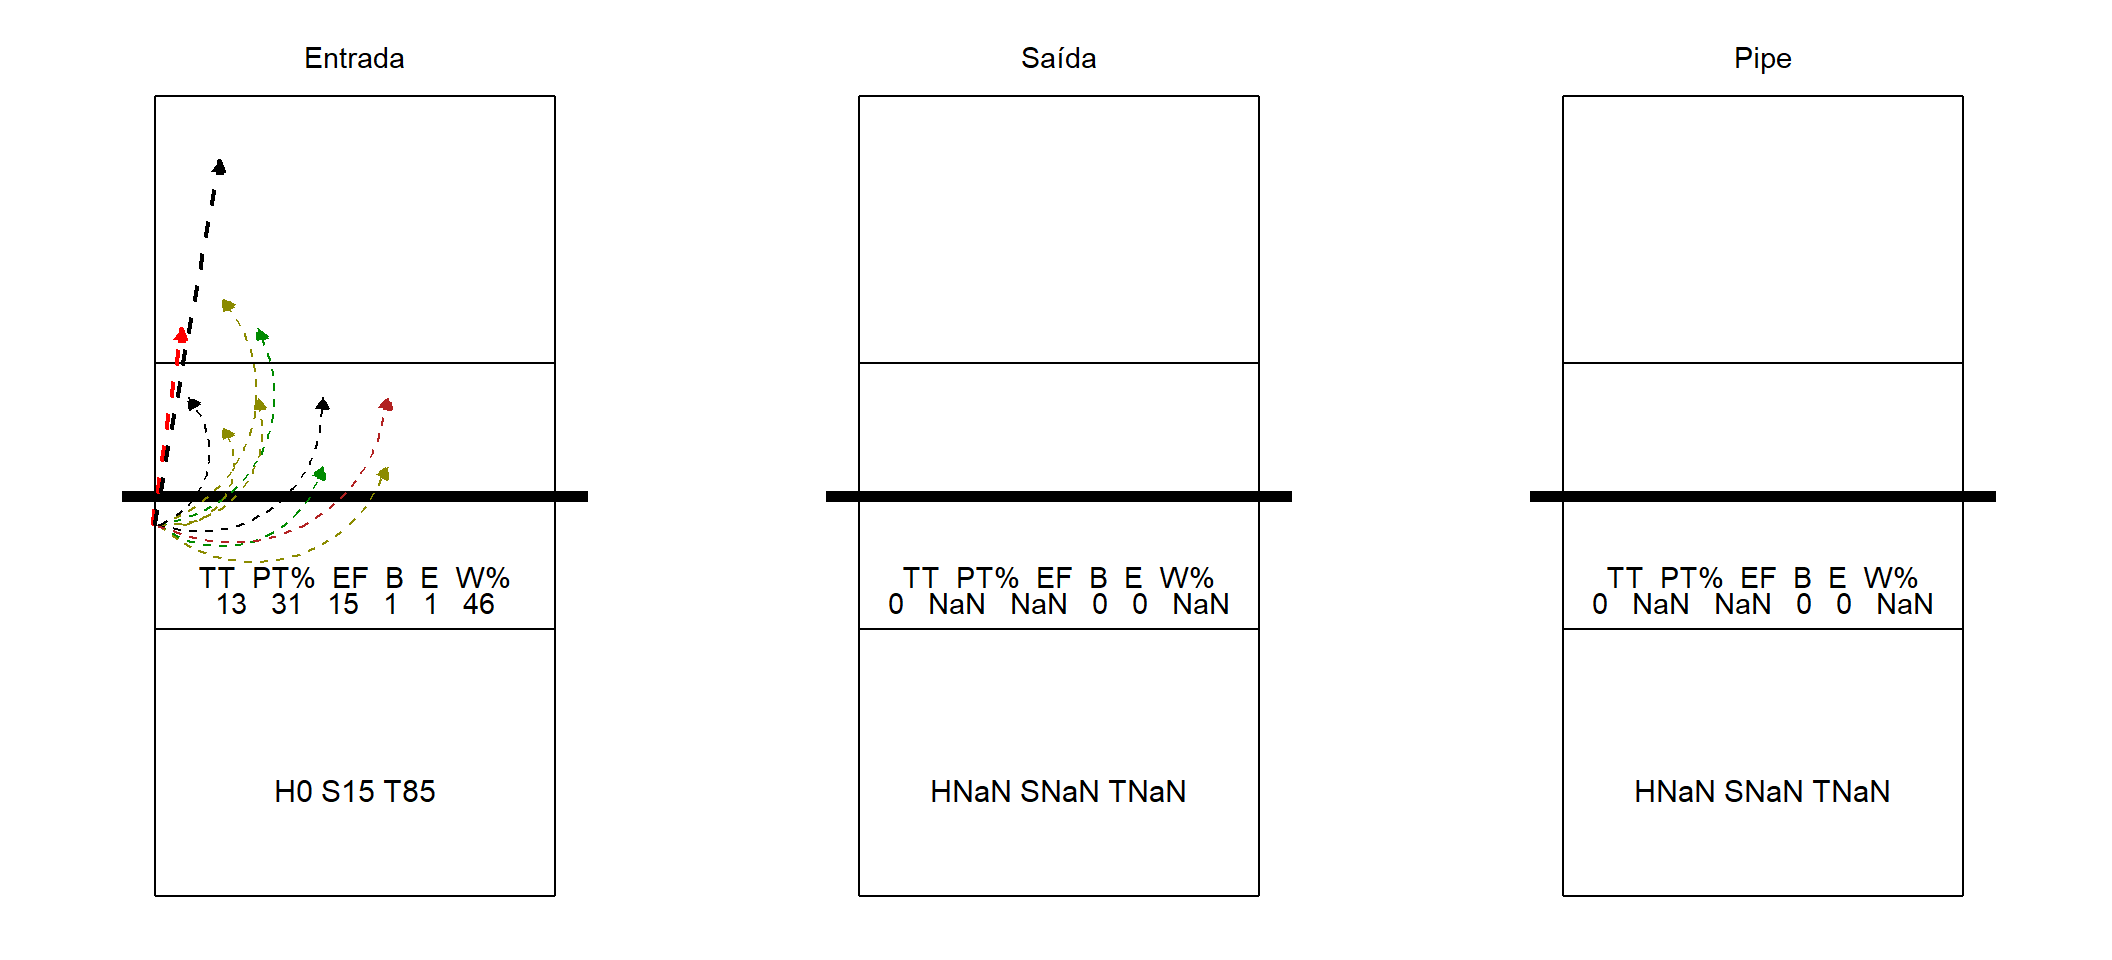 Entrada
TT PT% EF B E W%
13 31 15 1 1 46
H0 S15 T85
Saída
TT PT% EF B E W%
0 NaN NaN 0 0 NaN
HNaN SNaN TNaN
Pipe
TT PT% EF B E W%
0 NaN NaN 0 0 NaN
HNaN SNaN TNaN